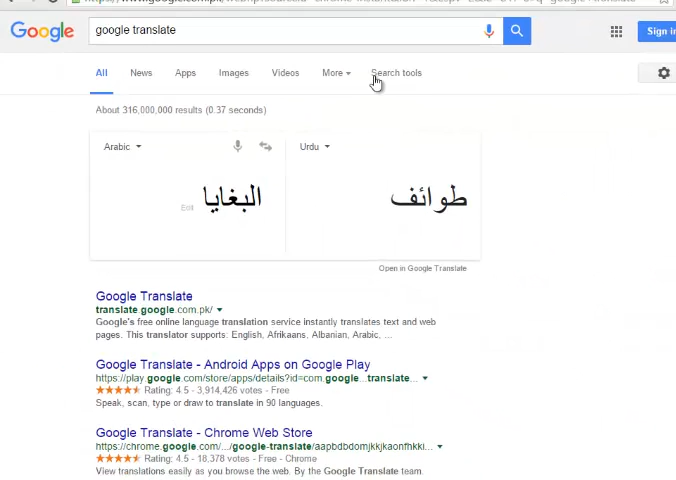 Google
google translate
Sign in
All News Apps Images Videos More Search tools
About 316,000,000 results (0.37 seconds)
Arabic
Urdu
Edit
البغايا
طوائف
Open in Google Translate
Google Translate
translate.google.com.pk/
Google's free online language translation service instantly translates text and web
pages. This translator supports: English, Afrikaans, Albanian, Arabic, ...
Google Translate - Android Apps on Google Play
https://play.google.com/store/apps/details?id=com.google...translate...
Rating: 4.5 - 3,914,426 votes - Free
Speak, scan, type or draw to translate in 90 languages.
Google Translate - Chrome Web Store
https://chrome.google.com/.../google-translate/aapbdbdomjkkjkaonfhkki...
Rating: 4.5 - 18,378 votes - Free - Chrome
View translations easily as you browse the web. By the Google Translate team.